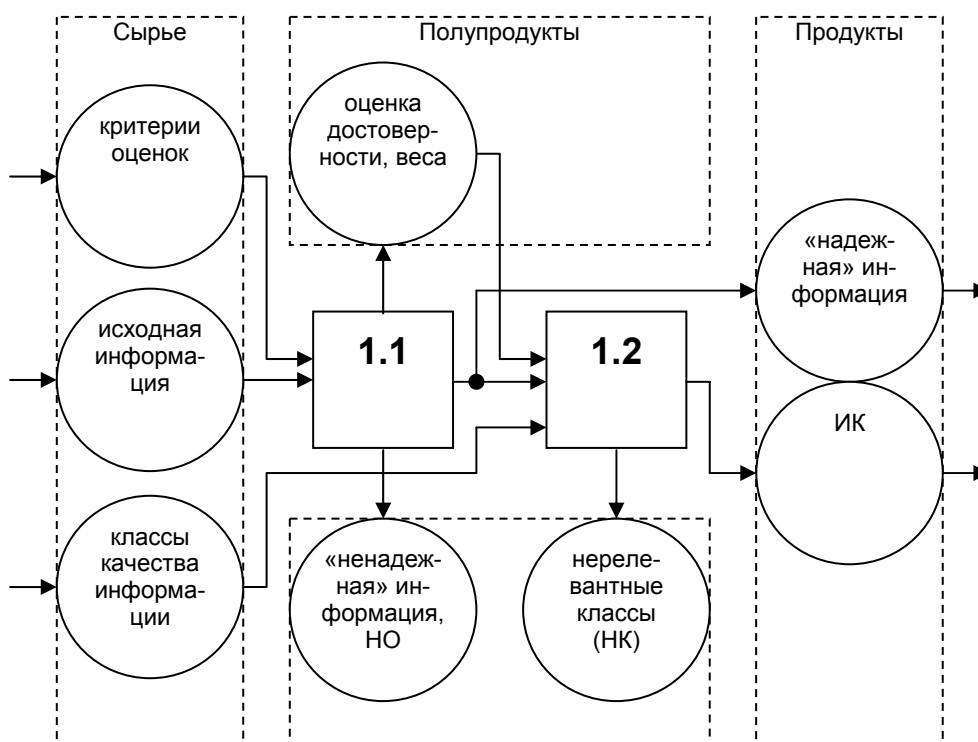 Сырье
Полупродукты
Продукты
критерии
оценок
оценка
достовер-
ности, веса
«надеж-
ная» ин-
формация
исходная
информа-
ция
1.1
1.2
ИК
классы
качества
информа-
ции
«ненадеж-
ная» ин-
формация,
НО
нереле-
вантные
классы
(НК)